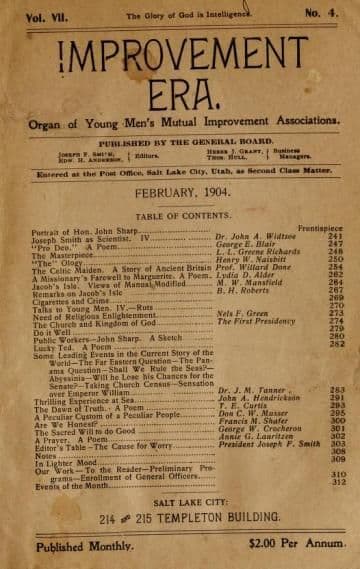 Vol. VII. The Glory of God is Intelligence. No. 4.
IMPROVEMENT
ERA.
Organ of Young Men's Mutual Improvement Associations.
PUBLISHED BY THE GENERAL BOARD.
JOSEPH F. SMITH, EDW. H. ANDERSON, Editors. HEBER J. GRANT, THOS. HULL, Business Managers.
Entered at the Post Office, Salt Lake City, Utah, as Second Class Matter.
FEBRUARY, 1904.
TABLE OF CONTENTS.
Portrait of Hon. John Sharp Frontispiece
Joseph Smith as Scientist. IV Dr. John A. Widtsoe 241
"Pro Deo." A Poem George E. Blair 247
The Masterpiece L. L. Greene Richards 248
"The" Ology Henry W. Naisbitt 250
The Celtic Maiden. A Story of Ancient Britain Prof. Willard Done 254
A Missionary's Farewell to Marguerite. A Poem. Lydia D. Alder 262
Jacob's Isle. Views of Manual Modified M. W. Mansfield 264
Remarks on Jacob's Isle B. H. Roberts 267
Cigarettes and Crime 269
Talks to Young Men. IV.—Ruts 270
Need of Religious Enlightenment. Nels F. Green 273
The Church and Kingdom of God The First Presidency 274
Do it Well 279
Public Workers—John Sharp. A Sketch 280
Lucky Ted. A Poem 282
Some Leading Events in the Current Story of the
World—The Far Eastern Question—The Pan-
ama Question—Shall We Rule the Seas?—
Abyssinia—Will he Lose his Chances for the
Senate?—Taking Church Census—Sensation
over Emperor William Dr. J. M. Tanner 283
Thrilling Experience at Sea John A. Hendrickson 291
The Dawn of Truth. A Poem T. E. Curtis 293
A Peculiar Custom of a Peculiar People Don C. W. Musser 295
Are We Honest? Francis M. Shafer 300
The Sacred Will to do Good George W. Crocheron 301
A Prayer. A Poem Annie G. Lauritzen 302
Editor's Table—The Cause for Worry President Joseph F. Smith 303
Notes 308
In Lighter Mood 309
Our Work—To the Reader—Preliminary Pro-
grams—Enrollment of General Officers 310
Events of the Month 312
SALT LAKE CITY:
214 AND 215 TEMPLETON BUILDING.
Published Monthly. $2.00 Per Annum.